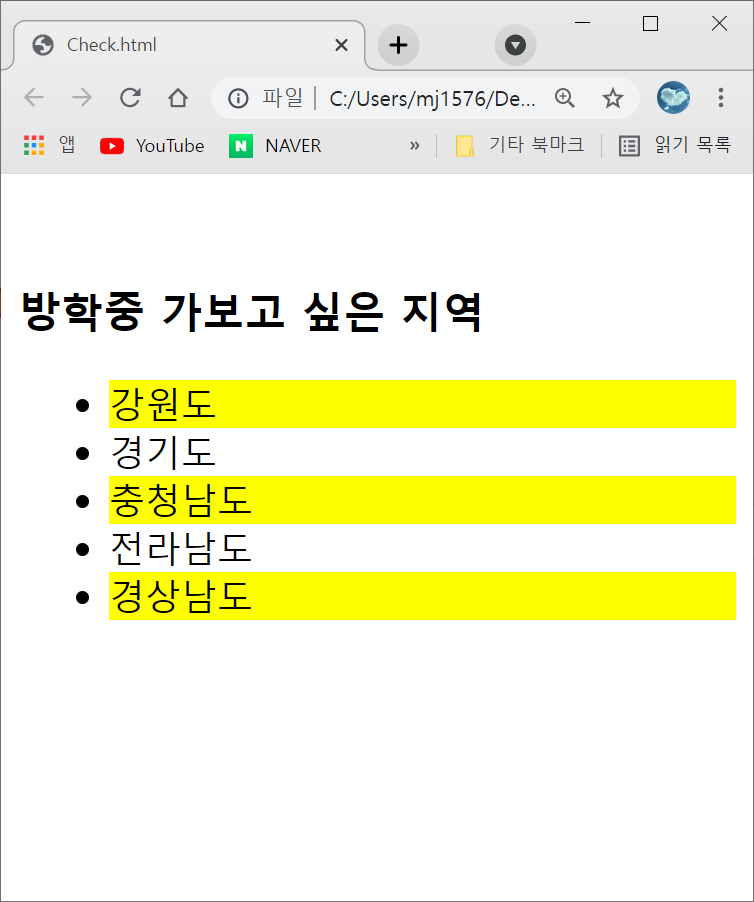 Check.html
파일 C:/Users/mj1576/De...
앱 YouTube NAVER » 기타 북마크 읽기 목록
방학중 가보고 싶은 지역
강원도
경기도
충청남도
전라남도
경상남도